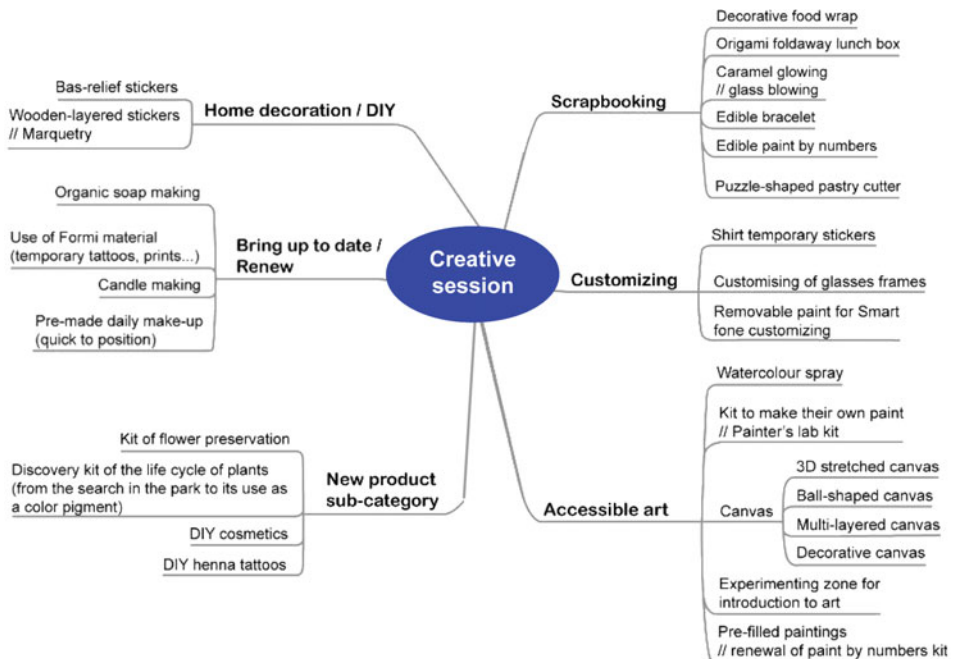 Creative
session
Home decoration / DIY
Bas-relief stickers
Wooden-layered stickers
// Marquetry
Bring up to date /
Renew
Organic soap making
Use of Formi material
(temporary tattoos, prints...)
Candle making
Pre-made daily make-up
(quick to position)
New product
sub-category
Kit of flower preservation
Discovery kit of the life cycle of plants
(from the search in the park to its use as
a color pigment)
DIY cosmetics
DIY henna tattoos
Scrapbooking
Decorative food wrap
Origami foldaway lunch box
Caramel glowing
// glass blowing
Edible bracelet
Edible paint by numbers
Puzzle-shaped pastry cutter
Customizing
Shirt temporary stickers
Customising of glasses frames
Removable paint for Smart
fone customizing
Accessible art
Watercolour spray
Kit to make their own paint
// Painter's lab kit
Canvas
3D stretched canvas
Ball-shaped canvas
Multi-layered canvas
Decorative canvas
Experimenting zone for
introduction to art
Pre-filled paintings
// renewal of paint by numbers kit